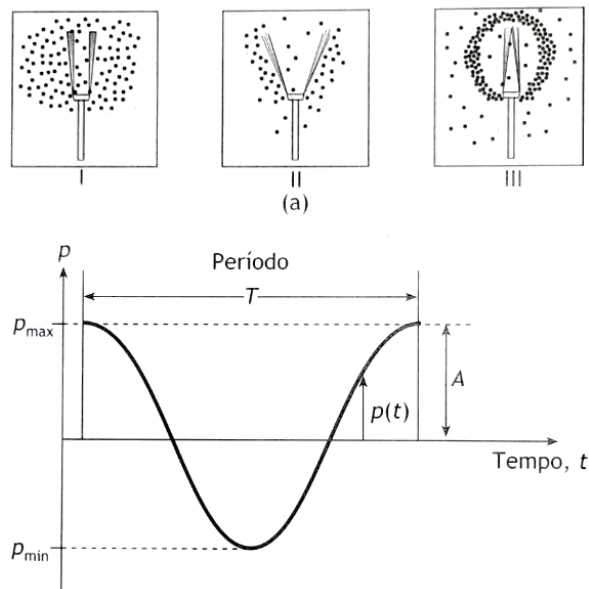 I
II
III
(a)
p
Período
T
p_max
A
p(t)
Tempo, t
p_min